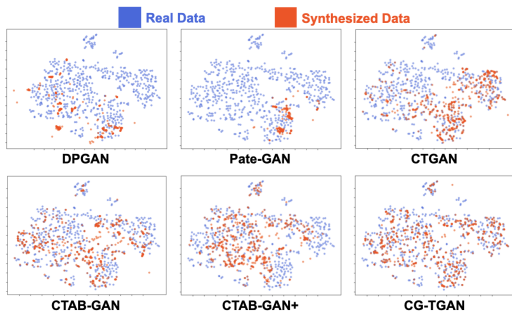 Real Data Synthesized Data
DPGAN Pate-GAN CTGAN
CTAB-GAN CTAB-GAN+ CG-TGAN